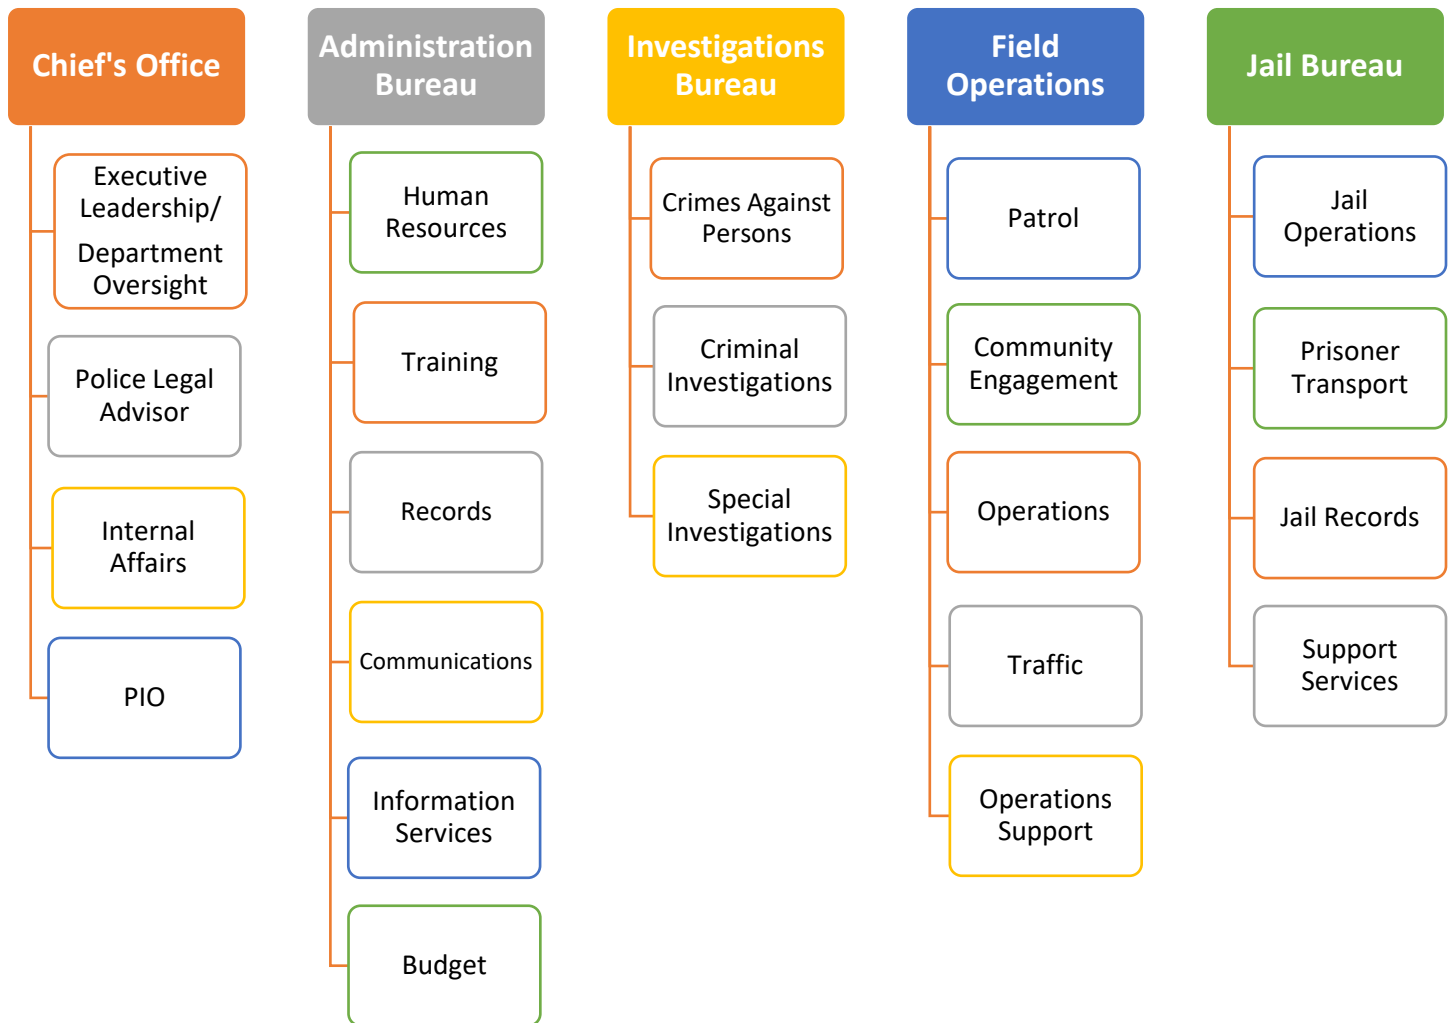 Chief's Office
Executive
Leadership/
Department
Oversight
Police Legal
Advisor
Internal
Affairs
PIO
Administration
Bureau
Human
Resources
Training
Records
Communications
Information
Services
Budget
Investigations
Bureau
Crimes Against
Persons
Criminal
Investigations
Special
Investigations
Field
Operations
Patrol
Community
Engagement
Operations
Traffic
Operations
Support
Jail Bureau
Jail
Operations
Prisoner
Transport
Jail Records
Support
Services